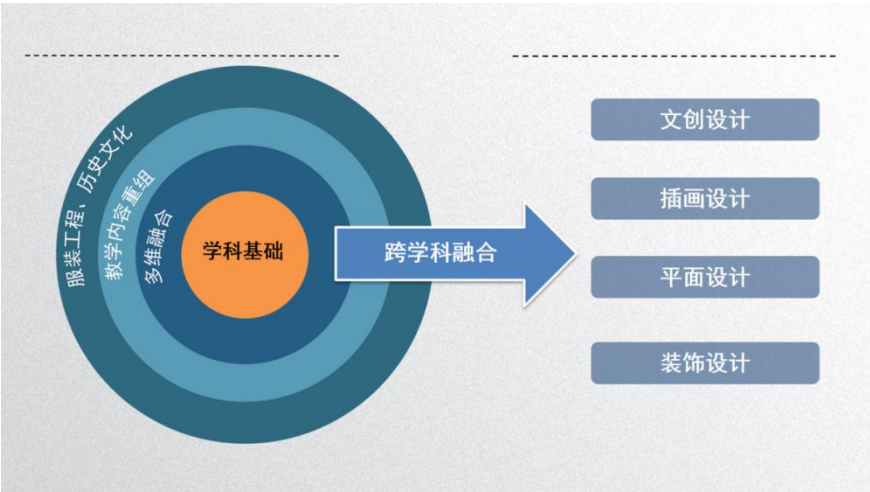 服装工程、历史文化
教学内容重组
多维融合
学科基础
跨学科融合
文创设计
插画设计
平面设计
装饰设计